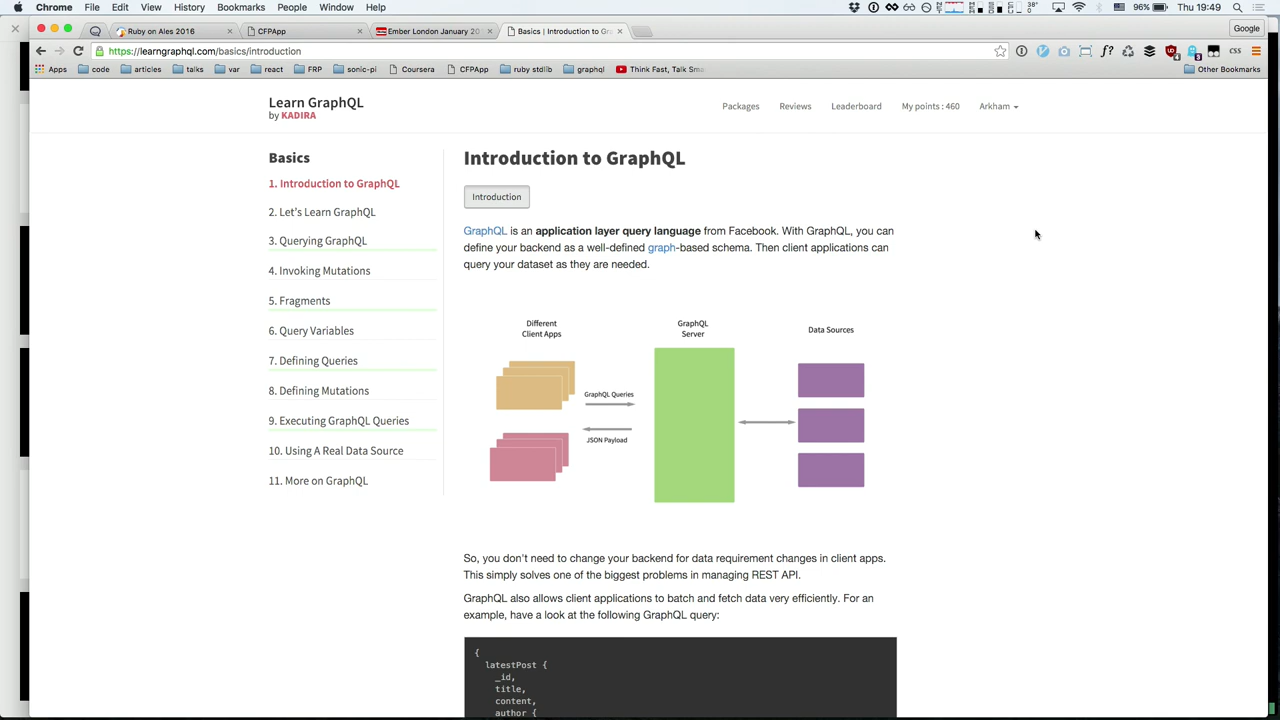 Chrome File Edit View History Bookmarks People Window Help 38° 96% Thu 19:49
Ruby on Ales 2016 CFPApp Ember London January 20 Basics | Introduction to Gra Google
https://learngraphql.com/basics/introduction
Apps code articles talks var react FRP sonic-pi Coursera CFPApp ruby stdlib graphql Think Fast, Talk Sma Other Bookmarks
Learn GraphQL
by KADIRA
Packages Reviews Leaderboard My points : 460 Arkham
Basics
1. Introduction to GraphQL
2. Let's Learn GraphQL
3. Querying GraphQL
4. Invoking Mutations
5. Fragments
6. Query Variables
7. Defining Queries
8. Defining Mutations
9. Executing GraphQL Queries
10. Using A Real Data Source
11. More on GraphQL
Introduction to GraphQL
Introduction
GraphQL is an application layer query language from Facebook. With GraphQL, you can
define your backend as a well-defined graph-based schema. Then client applications can
query your dataset as they are needed.
Different
Client Apps
GraphQL
Server
Data Sources
GraphQL Queries
JSON Payload
So, you don't need to change your backend for data requirement changes in client apps.
This simply solves one of the biggest problems in managing REST API.
GraphQL also allows client applications to batch and fetch data very efficiently. For an
example, have a look at the following GraphQL query:
{
latestPost {
_id,
title,
content,
author {